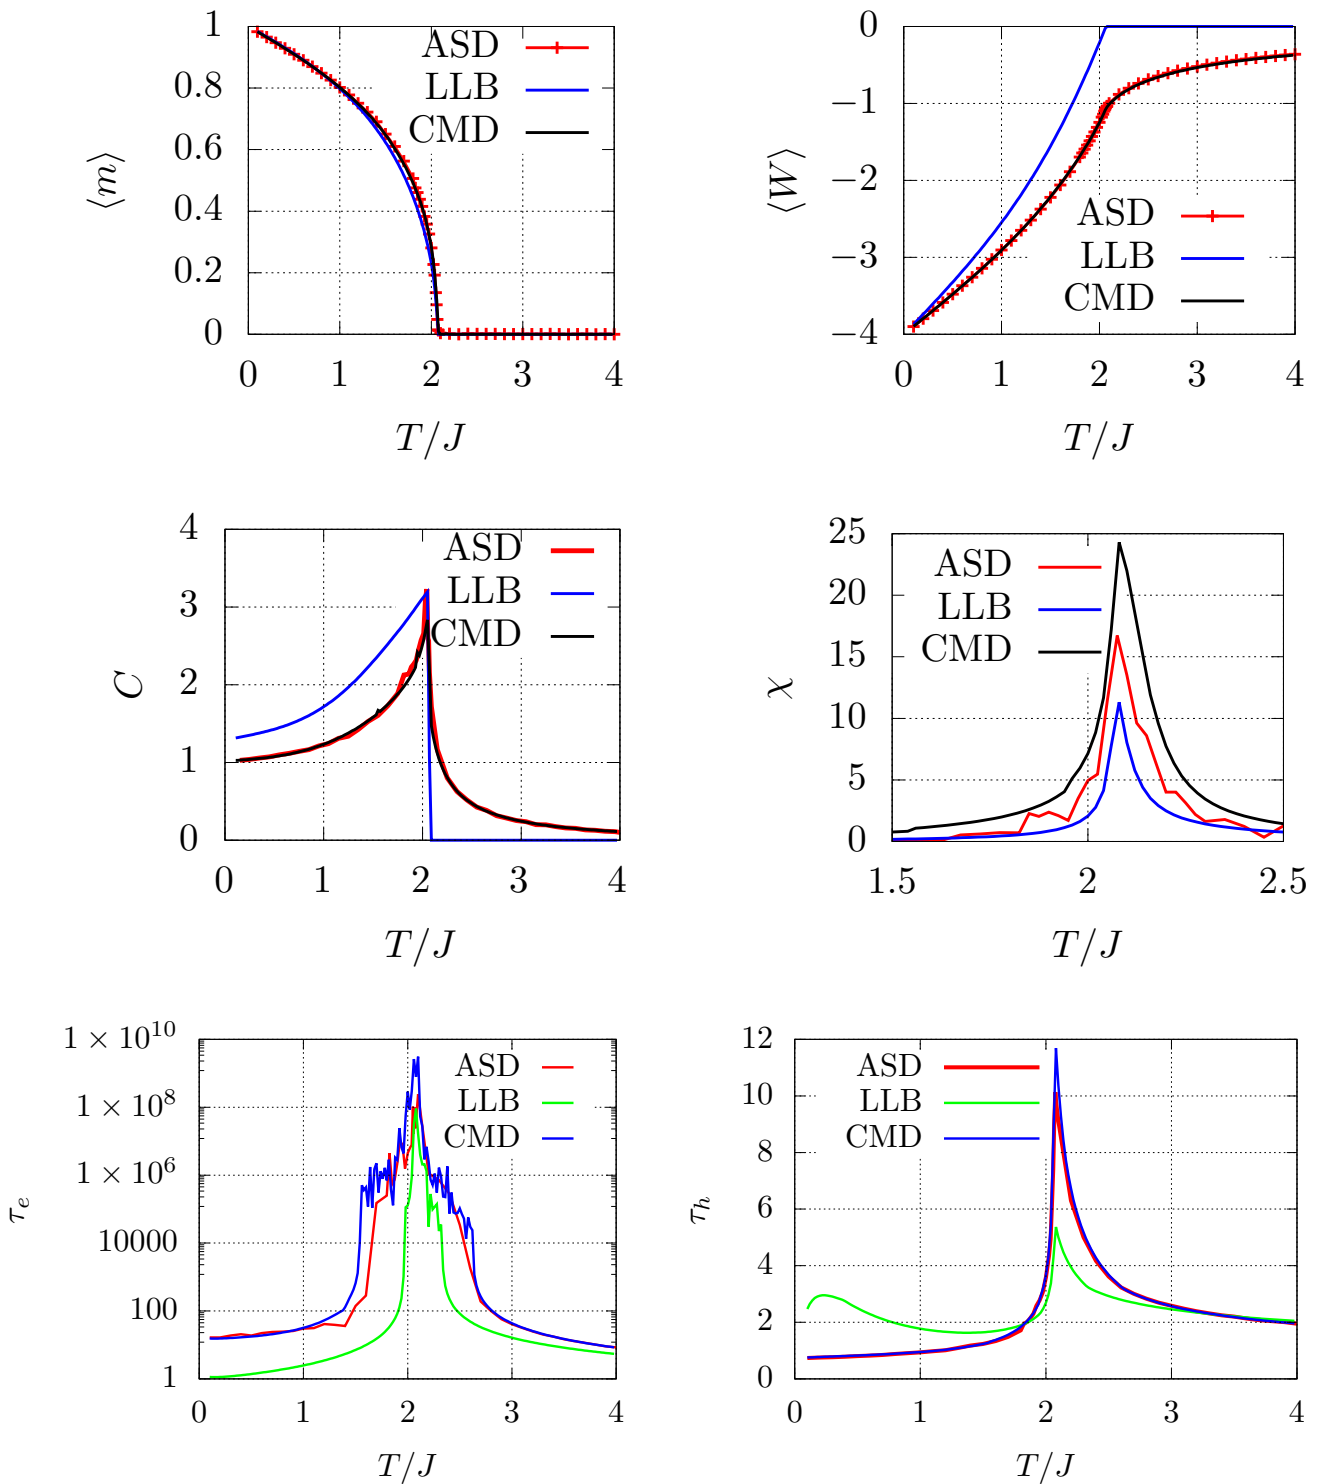 1
0.8
0.6
0.4
0.2
0
⟨m⟩
ASD
LLB
CMD
0 1 2 3 4
T/J
0
−1
−2
−3
−4
⟨W⟩
ASD
LLB
CMD
0 1 2 3 4
T/J
4
3
2
1
0
C
ASD
LLB
CMD
0 1 2 3 4
T/J
25
20
15
10
5
0
χ
ASD
LLB
CMD
1.5 2 2.5
T/J
1 × 10^10
1 × 10^8
1 × 10^6
10000
100
1
τ_e
ASD
LLB
CMD
0 1 2 3 4
T/J
12
10
8
6
4
2
0
τ_h
ASD
LLB
CMD
0 1 2 3 4
T/J